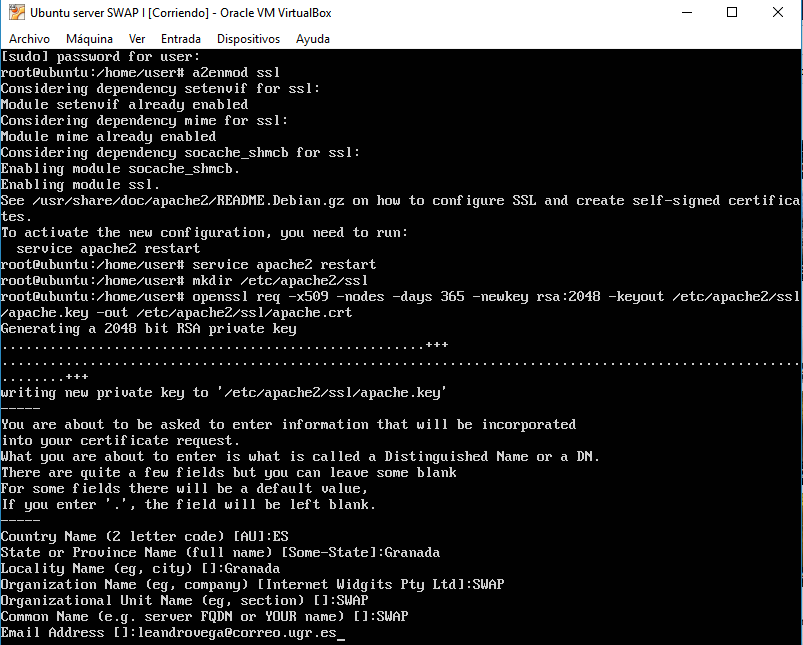 Ubuntu server SWAP I [Corriendo] - Oracle VM VirtualBox
Archivo Máquina Ver Entrada Dispositivos Ayuda
[sudo] password for user:
root@ubuntu:/home/user# a2enmod ssl
Considering dependency setenvif for ssl:
Module setenvif already enabled
Considering dependency mime for ssl:
Module mime already enabled
Considering dependency socache_shmcb for ssl:
Enabling module socache_shmcb.
Enabling module ssl.
See /usr/share/doc/apache2/README.Debian.gz on how to configure SSL and create self-signed certifica
tes.
To activate the new configuration, you need to run:
  service apache2 restart
root@ubuntu:/home/user# service apache2 restart
root@ubuntu:/home/user# mkdir /etc/apache2/ssl
root@ubuntu:/home/user# openssl req -x509 -nodes -days 365 -newkey rsa:2048 -keyout /etc/apache2/ssl
/apache.key -out /etc/apache2/ssl/apache.crt
Generating a 2048 bit RSA private key
.....................................................+++
....................................................................................................
........+++
writing new private key to '/etc/apache2/ssl/apache.key'
-----
You are about to be asked to enter information that will be incorporated
into your certificate request.
What you are about to enter is what is called a Distinguished Name or a DN.
There are quite a few fields but you can leave some blank
For some fields there will be a default value,
If you enter '.', the field will be left blank.
-----
Country Name (2 letter code) [AU]:ES
State or Province Name (full name) [Some-State]:Granada
Locality Name (eg, city) []:Granada
Organization Name (eg, company) [Internet Widgits Pty Ltd]:SWAP
Organizational Unit Name (eg, section) []:SWAP
Common Name (e.g. server FQDN or YOUR name) []:SWAP
Email Address []:leandrovega@correo.ugr.es_